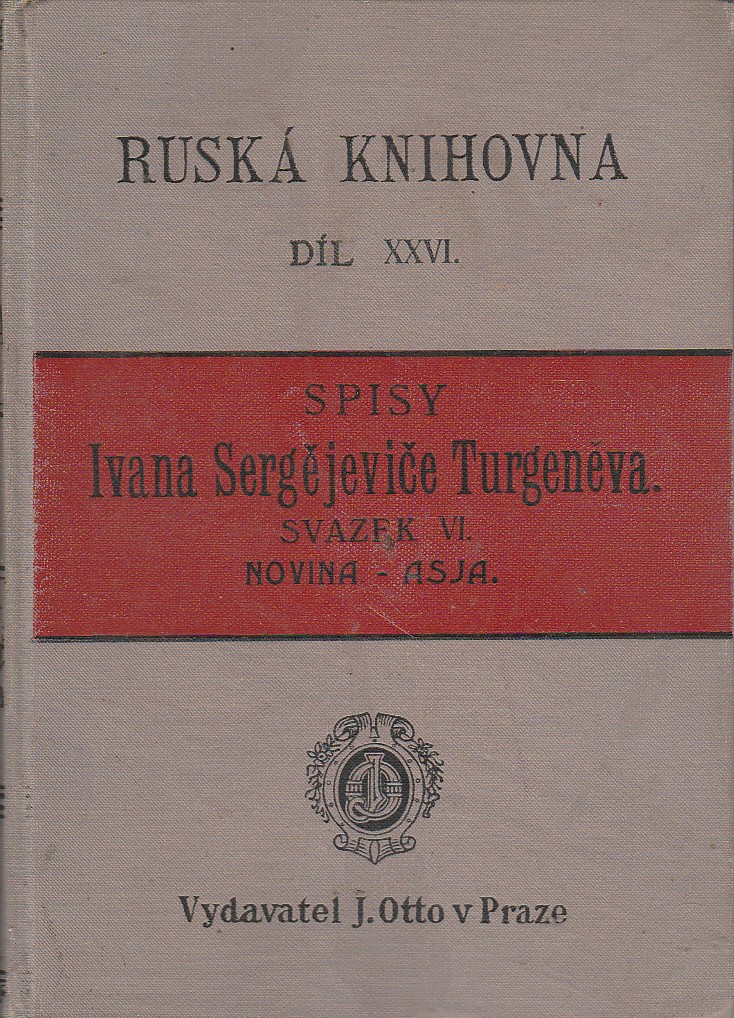 RUSKÁ KNIHOVNA
DÍL XXVI.
SPISY
Ivana Sergějeviče Turgeněva.
SVAZEK VI.
NOVINA - ASJA.
Vydavatel J. Otto v Praze